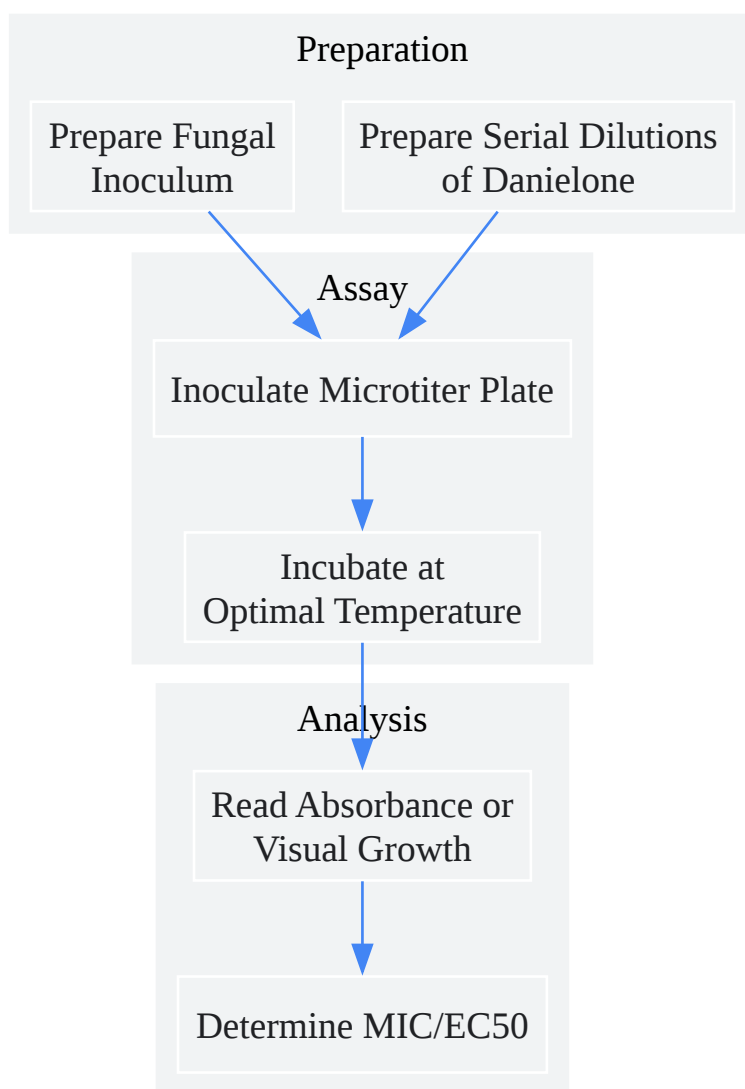 Preparation
Prepare Fungal
Inoculum
Prepare Serial Dilutions
of Danielone
Assay
Inoculate Microtiter Plate
Incubate at
Optimal Temperature
Analysis
Read Absorbance or
Visual Growth
Determine MIC/EC50